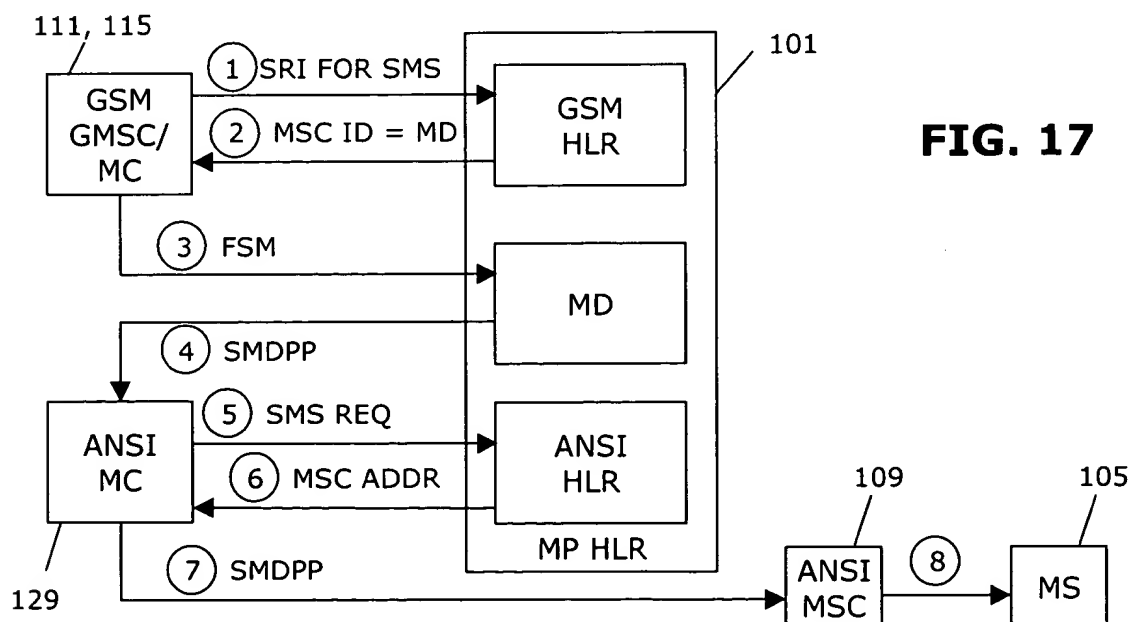 111, 115
101
1 SRI FOR SMS
GSM
GMSC/
MC
GSM
HLR
2 MSC ID = MD
FIG. 17
3 FSM
MD
4 SMDPP
5 SMS REQ
ANSI
MC
ANSI
HLR
6 MSC ADDR
MP HLR
109
105
7 SMDPP
129
ANSI
MSC
8
MS